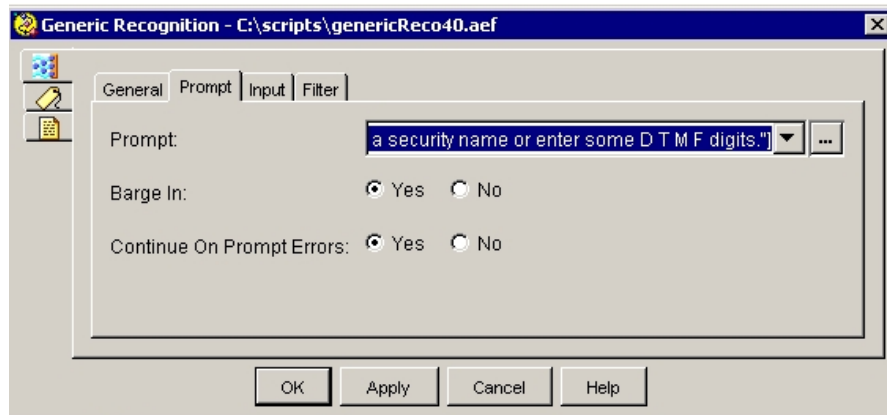 Generic Recognition - C:\scripts\genericReco40.aef
General Prompt Input Filter
Prompt: a security name or enter some D T M F digits."] ...
Barge In: Yes No
Continue On Prompt Errors: Yes No
OK Apply Cancel Help